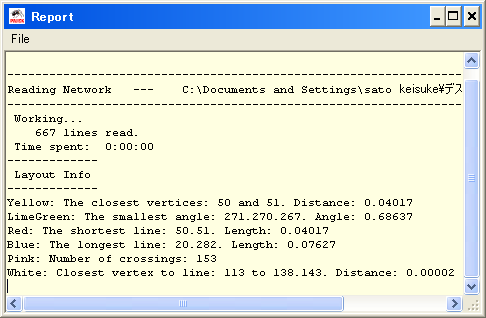 Report
File
--------------------------------------------------------------
Reading Network   ---    C:\Documents and Settings\sato keisuke¥デス
--------------------------------------------------------------
Working...
667 lines read.
Time spent:  0:00:00
-------------
Layout Info
-------------
Yellow: The closest vertices: 50 and 51. Distance: 0.04017
LimeGreen: The smallest angle: 271.270.267. Angle: 0.68637
Red: The shortest line: 50.51. Length: 0.04017
Blue: The longest line: 20.282. Length: 0.07627
Pink: Number of crossings: 153
White: Closest vertex to line: 113 to 138.143. Distance: 0.00002